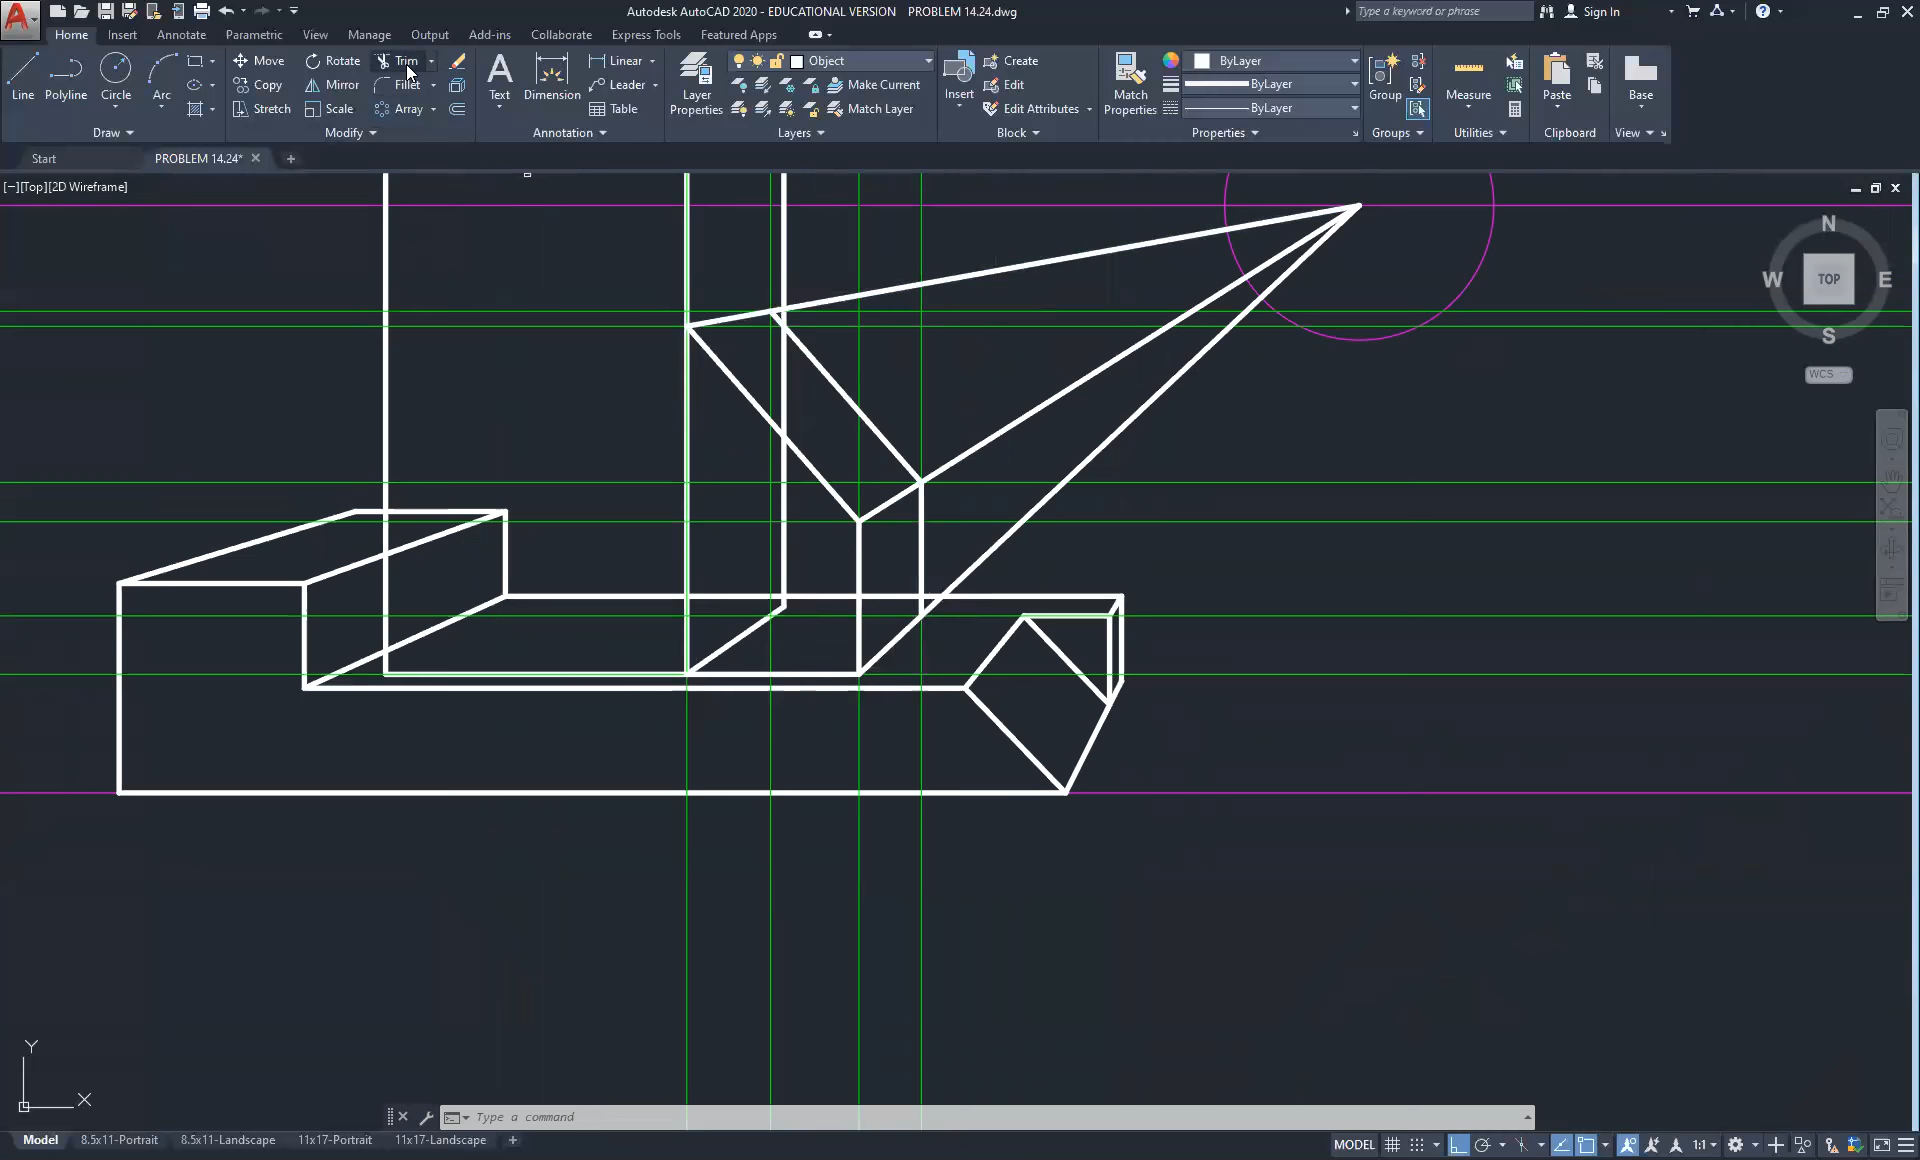 Autodesk AutoCAD 2020 - EDUCATIONAL VERSION PROBLEM 14.24.dwg
Type a keyword or phrase
Sign In
Home Insert Annotate Parametric View Manage Output Add-ins Collaborate Express Tools Featured Apps
Move Rotate Trim Linear Object Create ByLayer
Copy Mirror Fillet Leader Make Current Edit ByLayer
Line Polyline Circle Arc Text Dimension Layer Properties Insert Match Properties Group Measure Paste Base
Stretch Scale Array Table Match Layer Edit Attributes ByLayer
Draw Modify Annotation Layers Block Properties Groups Utilities Clipboard View
Start PROBLEM 14.24*
[−][Top][2D Wireframe]
N
W TOP E
S
WCS
Y
X
Type a command
Model 8.5x11-Portrait 8.5x11-Landscape 11x17-Portrait 11x17-Landscape
MODEL 1:1